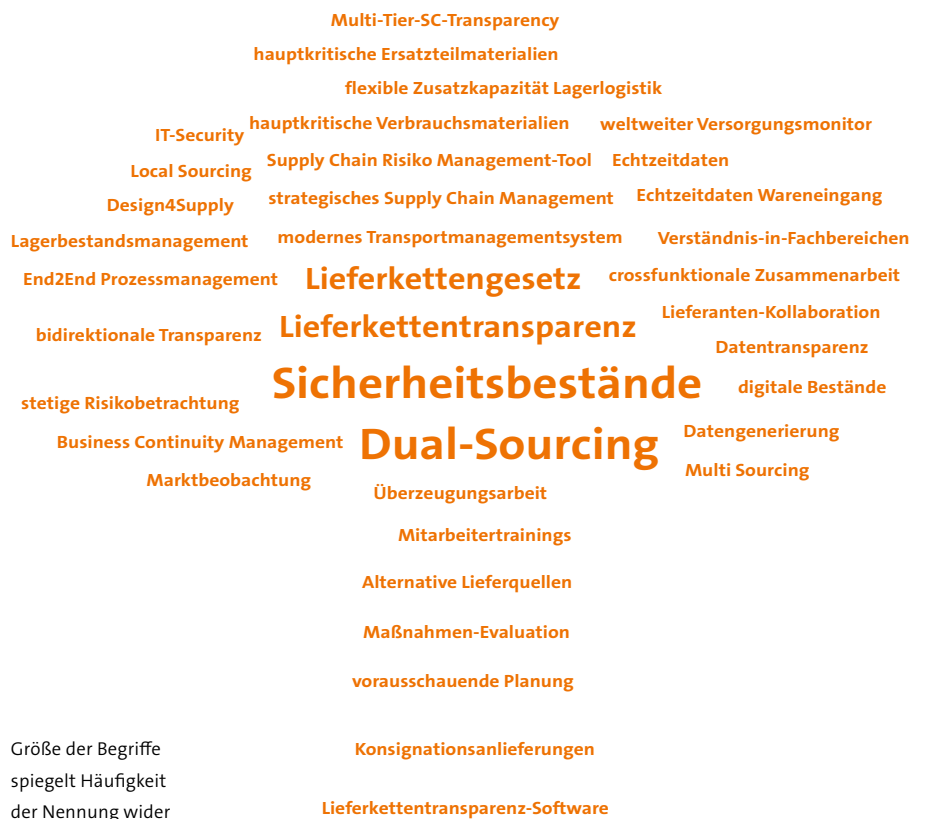 Multi-Tier-SC-Transparency
hauptkritische Ersatzteilmaterialien
flexible Zusatzkapazität Lagerlogistik
IT-Security
hauptkritische Verbrauchsmaterialien
weltweiter Versorgungsmonitor
Local Sourcing
Supply Chain Risiko Management-Tool
Echtzeitdaten
Design4Supply
strategisches Supply Chain Management
Echtzeitdaten Wareneingang
Lagerbestandsmanagement
modernes Transportmanagementsystem
Verständnis-in-Fachbereichen
End2End Prozessmanagement
Lieferkettengesetz
crossfunktionale Zusammenarbeit
bidirektionale Transparenz
Lieferkettentransparenz
Lieferanten-Kollaboration
Datentransparenz
stetige Risikobetrachtung
Sicherheitsbestände
digitale Bestände
Business Continuity Management
Dual-Sourcing
Datengenerierung
Marktbeobachtung
Multi Sourcing
Überzeugungsarbeit
Mitarbeitertrainings
Alternative Lieferquellen
Maßnahmen-Evaluation
vorausschauende Planung
Konsignationsanlieferungen
Lieferkettentransparenz-Software
Größe der Begriffe
spiegelt Häufigkeit
der Nennung wider